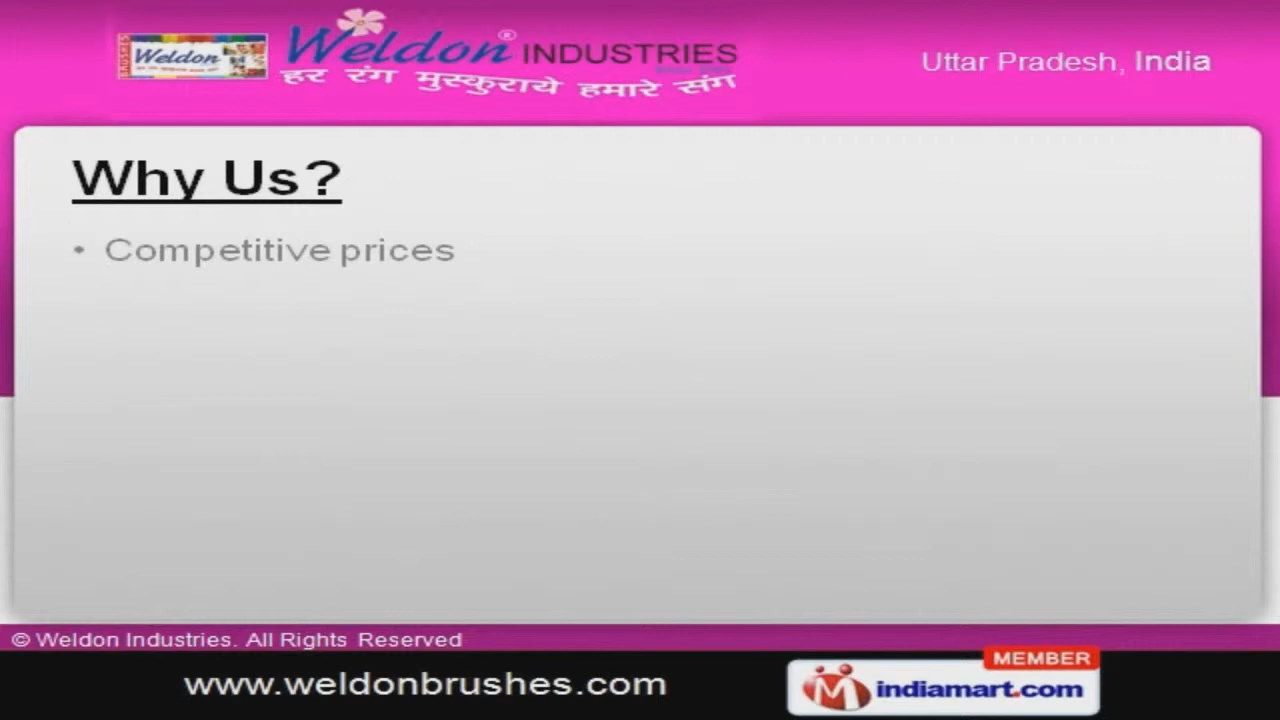 BRUSHES
Weldon
Weldon® INDUSTRIES
हर रंग मुस्कुराये हमारे संग
Uttar Pradesh, India
Why Us?
• Competitive prices
© Weldon Industries. All Rights Reserved
www.weldonbrushes.com
MEMBER
indiamart.com